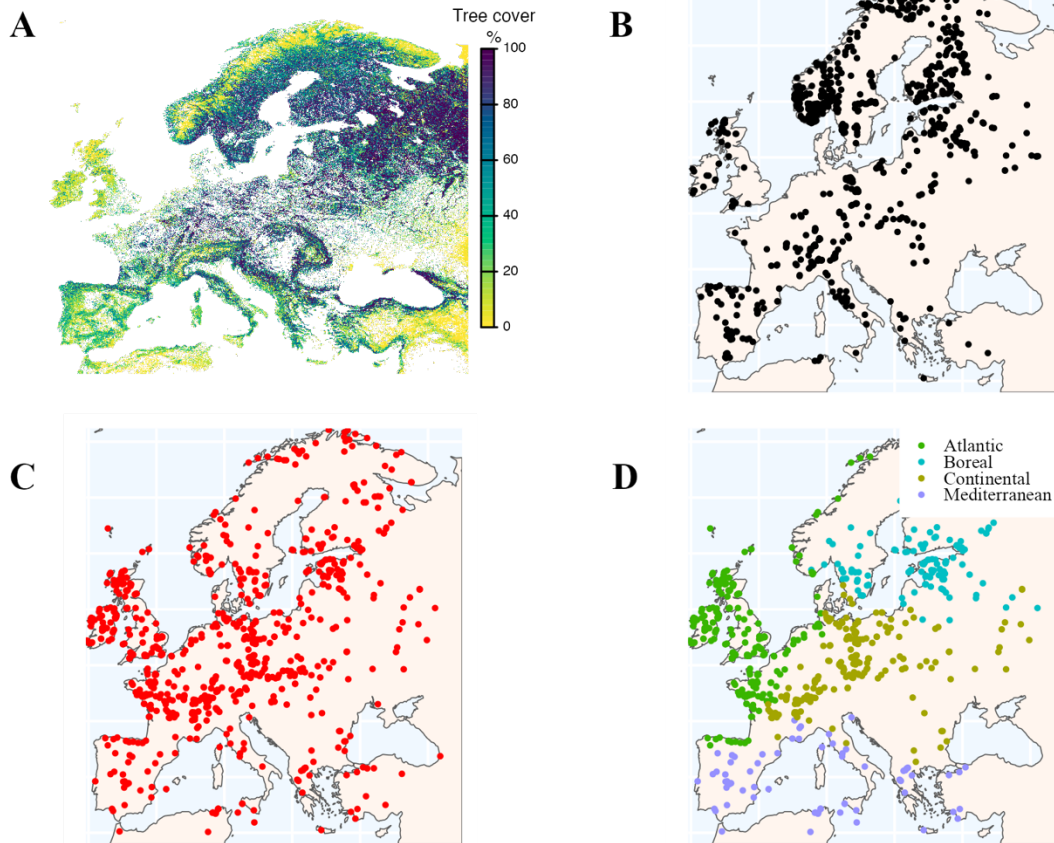 A
Tree cover
%
100
80
60
40
20
0
B
C
D
Atlantic
Boreal
Continental
Mediterranean